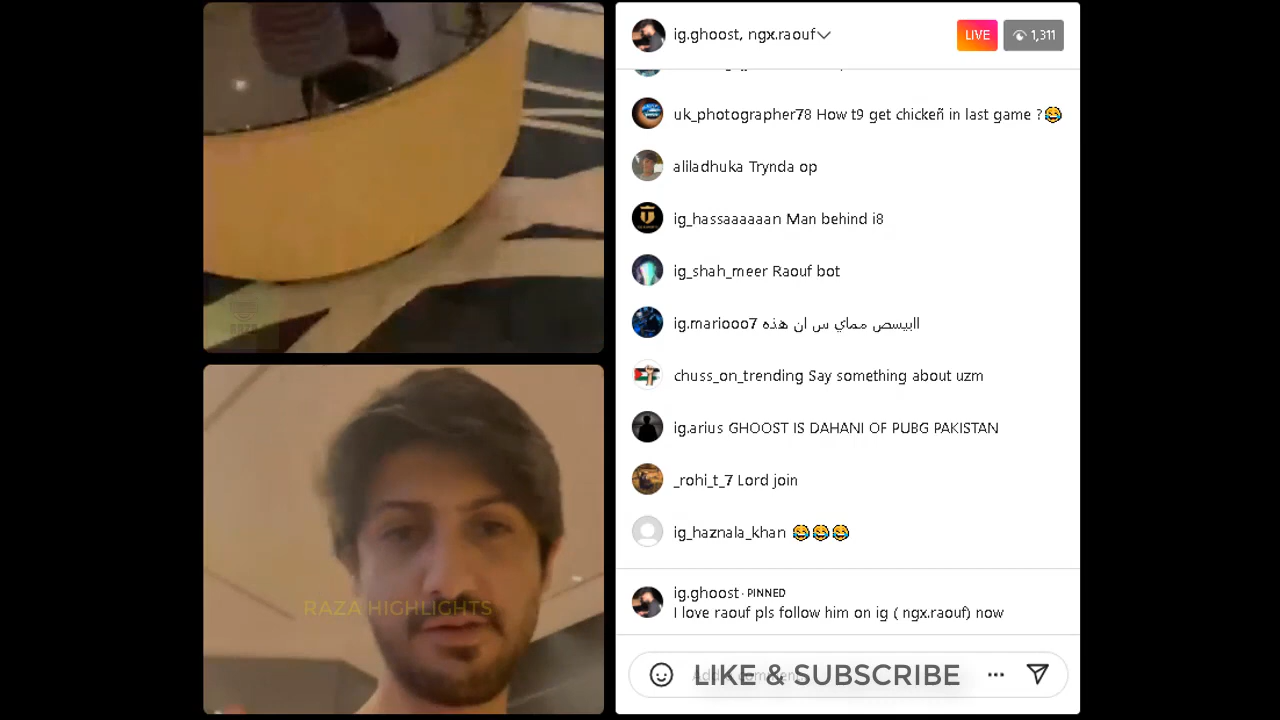 ig.ghoost, ngx.raouf
LIVE
1,311
uk_photographer78 How t9 get chickeñ in last game ?😂
aliladhuka Trynda op
ig_hassaaaaaan Man behind i8
ig_shah_meer Raouf bot
ig.mariooo7 اابيسص مماي س ان هذه
chuss_on_trending Say something about uzm
ig.arius GHOOST IS DAHANI OF PUBG PAKISTAN
_rohi_t_7 Lord join
ig_haznala_khan 😂😂😂
ig.ghoost · PINNED
I love raouf pls follow him on ig ( ngx.raouf) now
LIKE & SUBSCRIBE
RAZA HIGHLIGHTS